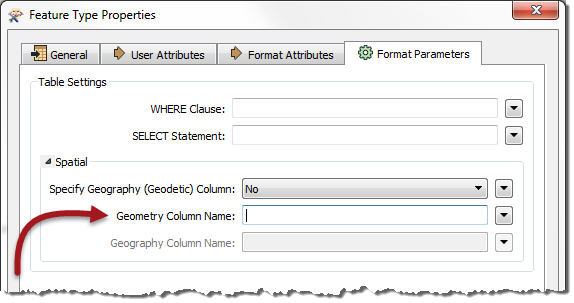 Feature Type Properties
General
User Attributes
Format Attributes
Format Parameters
Table Settings
WHERE Clause:
SELECT Statement:
Spatial
Specify Geography (Geodetic) Column: No
Geometry Column Name:
Geography Column Name: